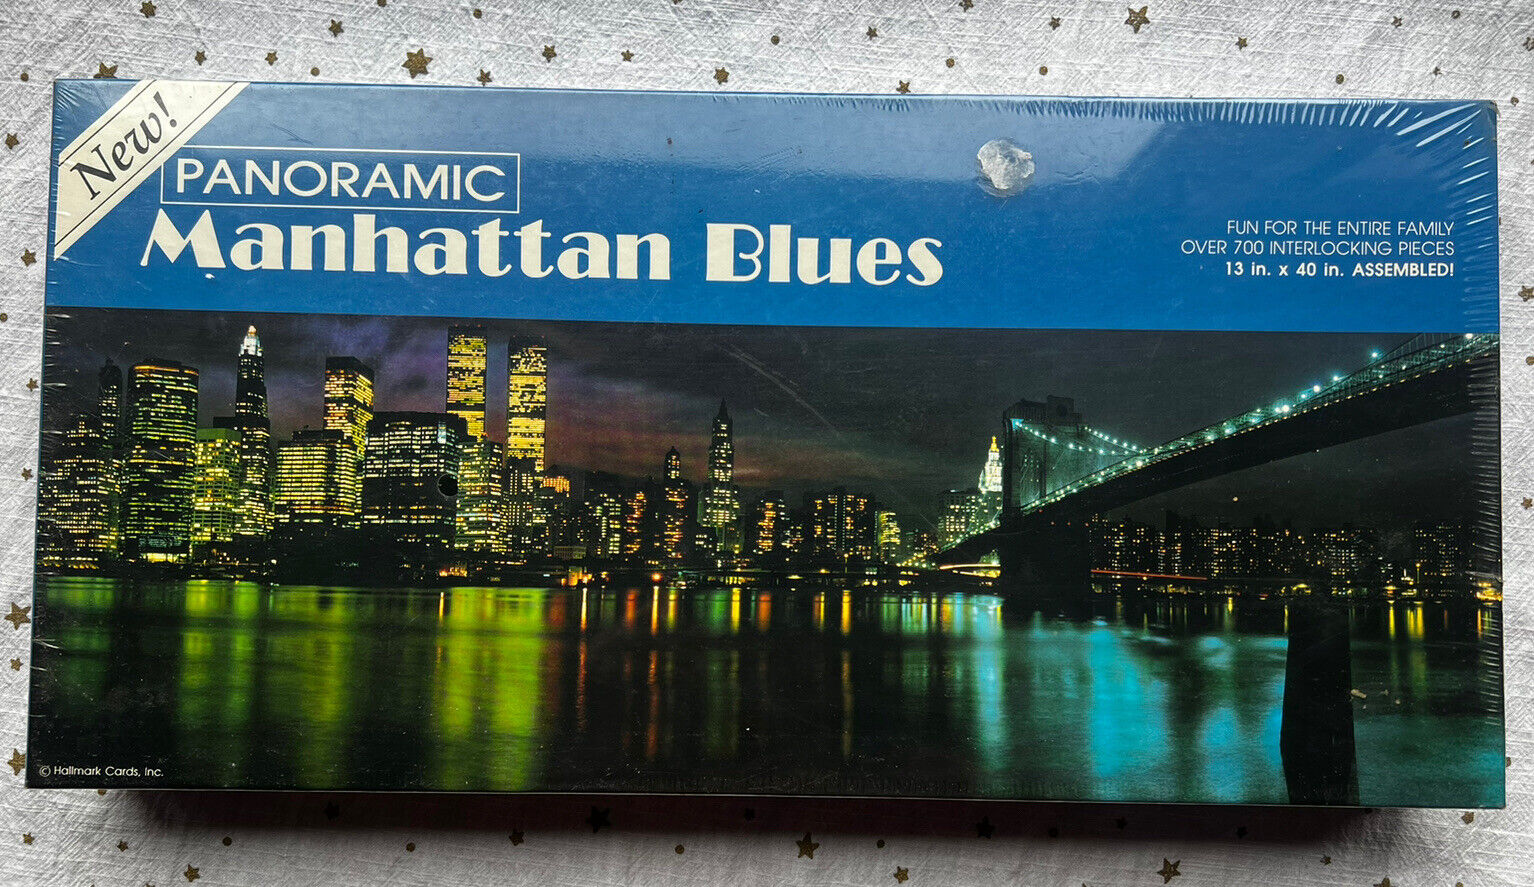 New!
PANORAMIC
Manhattan Blues
FUN FOR THE ENTIRE FAMILY
OVER 700 INTERLOCKING PIECES
13 in. x 40 in. ASSEMBLED!
© Hallmark Cards, Inc.